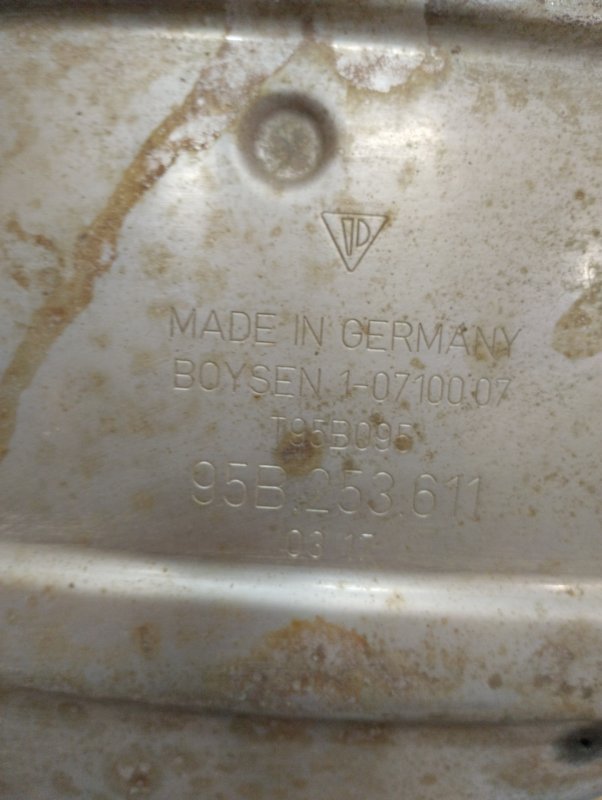 MADE IN GERMANY
BOYSEN 1-07100.07
T95B095
95B.253.611
03 17